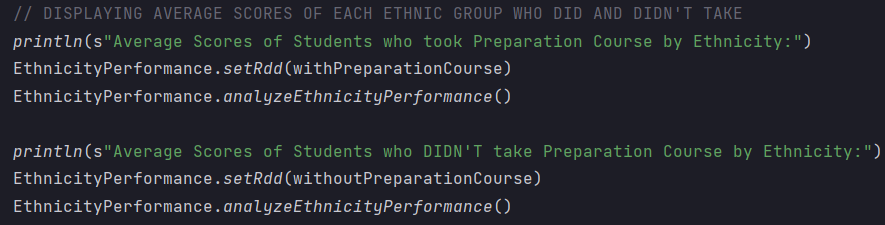 // DISPLAYING AVERAGE SCORES OF EACH ETHNIC GROUP WHO DID AND DIDN'T TAKE
println(s"Average Scores of Students who took Preparation Course by Ethnicity:")
EthnicityPerformance.setRdd(withPreparationCourse)
EthnicityPerformance.analyzeEthnicityPerformance()
println(s"Average Scores of Students who DIDN'T take Preparation Course by Ethnicity:")
EthnicityPerformance.setRdd(withoutPreparationCourse)
EthnicityPerformance.analyzeEthnicityPerformance()